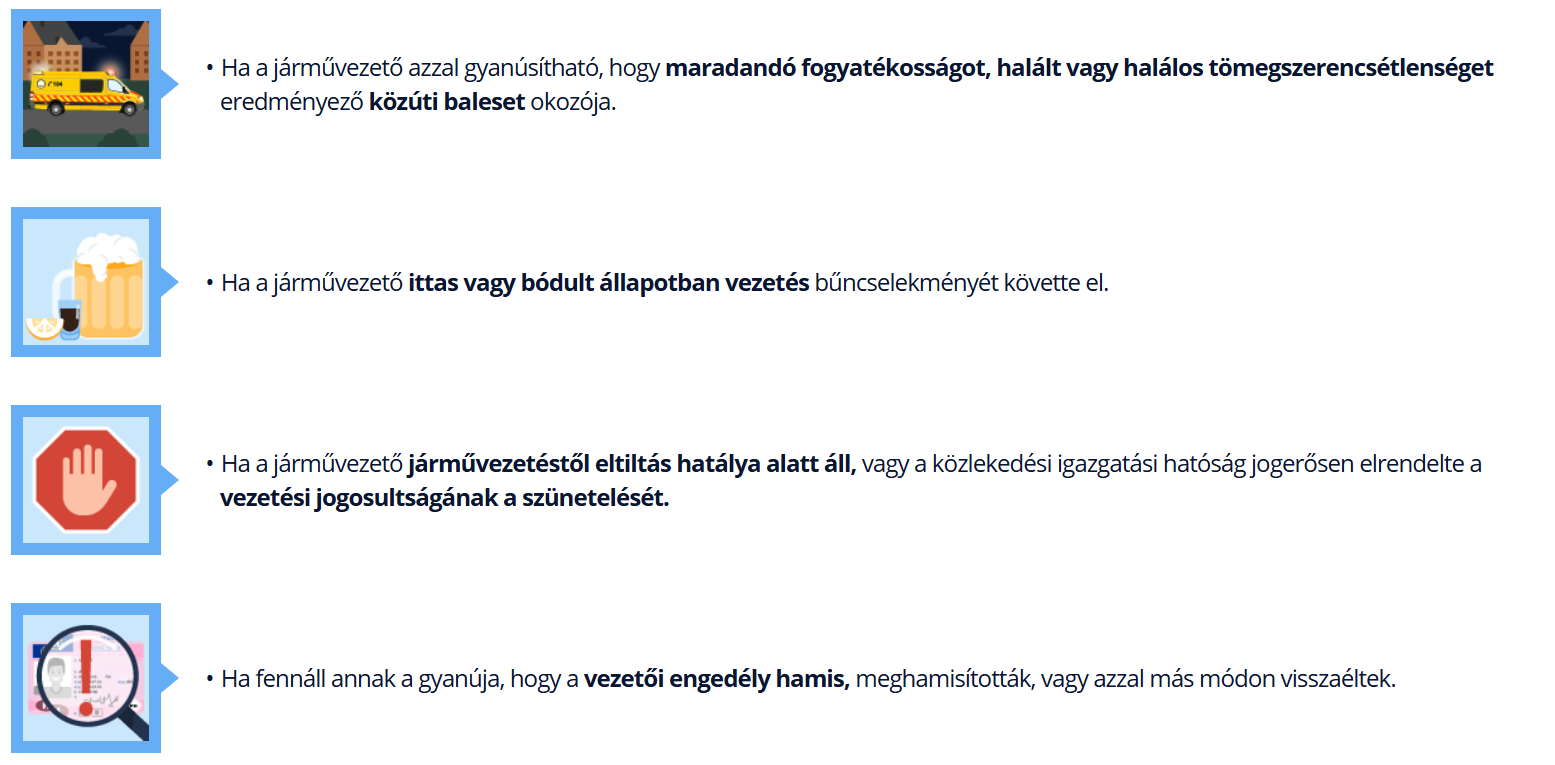 • Ha a járművezető azzal gyanúsítható, hogy maradandó fogyatékosságot, halált vagy halálos tömegszerencsétlenséget
eredményező közúti baleset okozója.
• Ha a járművezető ittas vagy bódult állapotban vezetés bűncselekményét követte el.
• Ha a járművezető járművezetéstől eltiltás hatálya alatt áll, vagy a közlekedési igazgatási hatóság jogerősen elrendelte a
vezetési jogosultságának a szünetelését.
• Ha fennáll annak a gyanúja, hogy a vezetői engedély hamis, meghamisították, vagy azzal más módon visszaéltek.